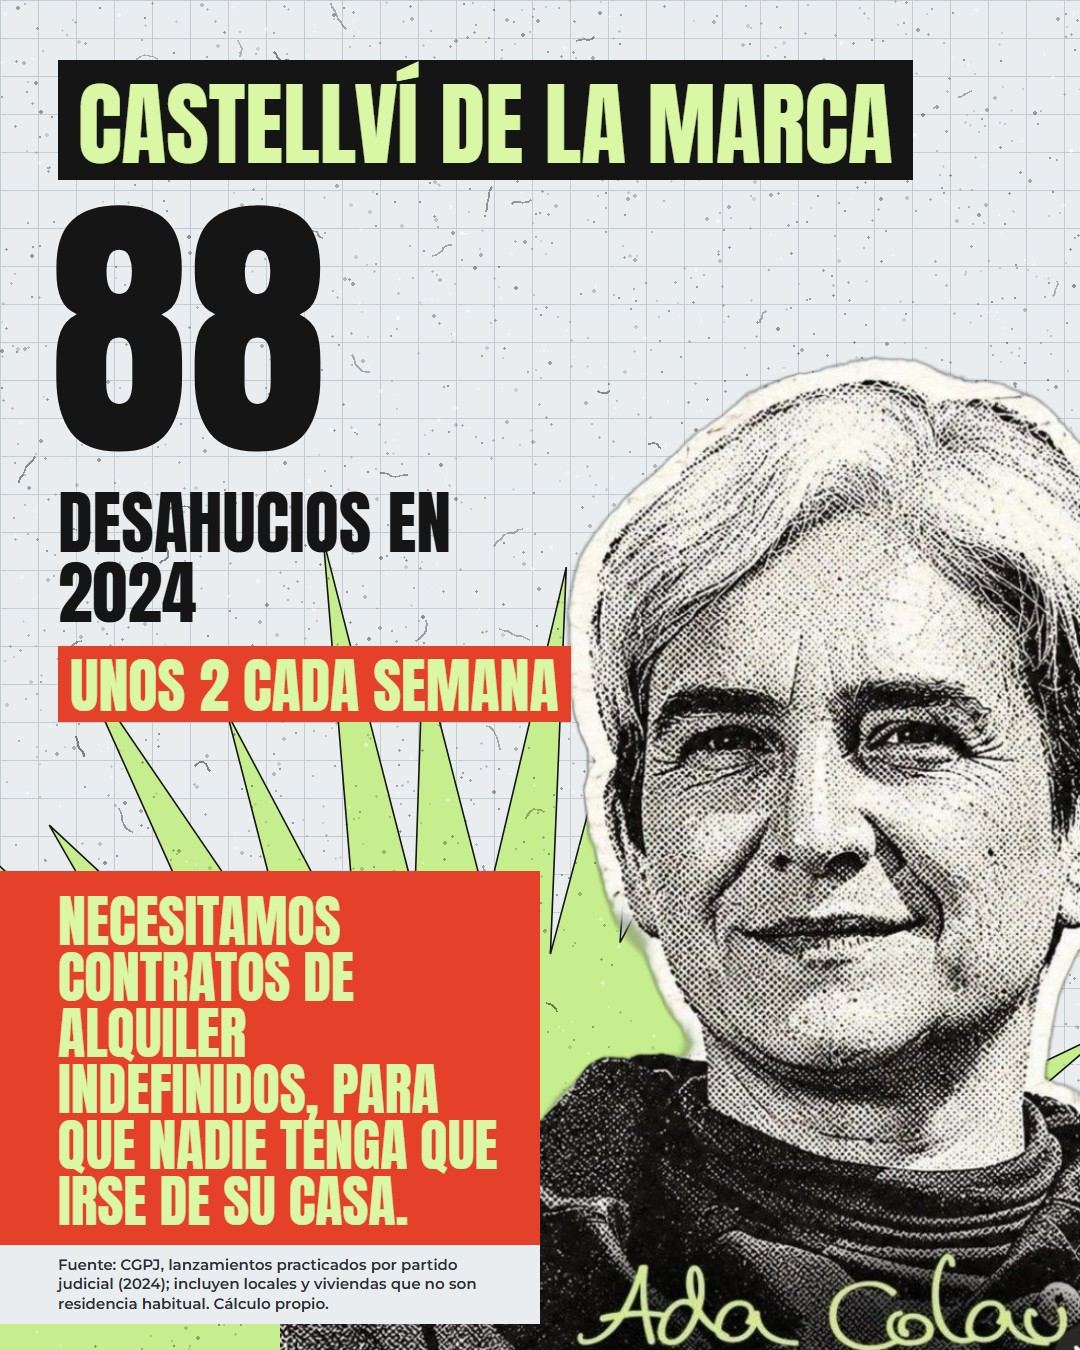 CASTELLVÍ DE LA MARCA
88
DESAHUCIOS EN
2024
UNOS 2 CADA SEMANA
NECESITAMOS
CONTRATOS DE
ALQUILER
INDEFINIDOS, PARA
QUE NADIE TENGA QUE
IRSE DE SU CASA.
Fuente: CGPJ, lanzamientos practicados por partido
judicial (2024); incluyen locales y viviendas que no son
residencia habitual. Cálculo propio.
Ada Colau